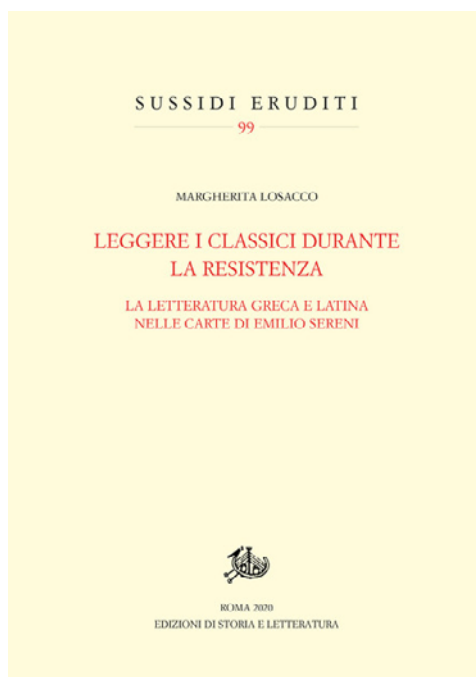 SUSSIDI ERUDITI
99
MARGHERITA LOSACCO
LEGGERE I CLASSICI DURANTE
LA RESISTENZA
LA LETTERATURA GRECA E LATINA
NELLE CARTE DI EMILIO SERENI
ROMA 2020
EDIZIONI DI STORIA E LETTERATURA